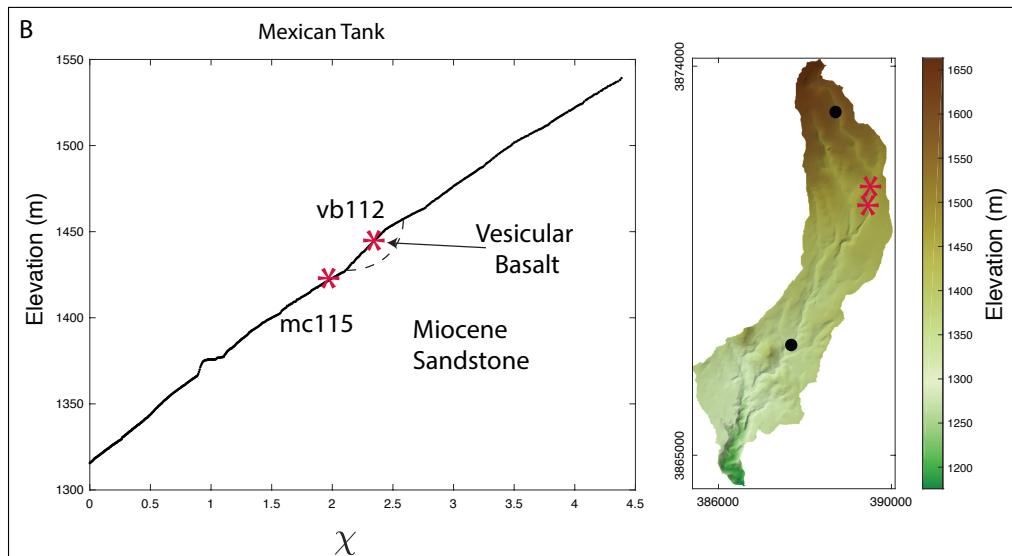 B
Mexican Tank
1550
1500
1450
1400
1350
1300
Elevation (m)
0 0.5 1 1.5 2 2.5 3 3.5 4 4.5
χ
vb112
mc115
Vesicular
Basalt
Miocene
Sandstone
3874000
3865000
386000 390000
1650
1600
1550
1500
1450
1400
1350
1300
1250
1200
Elevation (m)